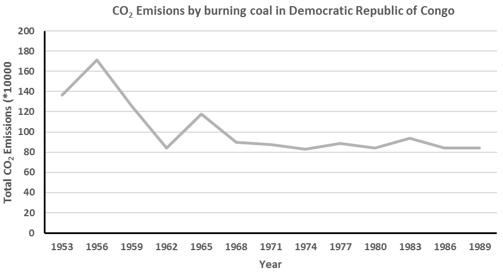 CO₂ Emisions by burning coal in Democratic Republic of Congo
Total CO₂ Emissions (*10000
200
180
160
140
120
100
80
60
40
20
0
1953 1956 1959 1962 1965 1968 1971 1974 1977 1980 1983 1986 1989
Year